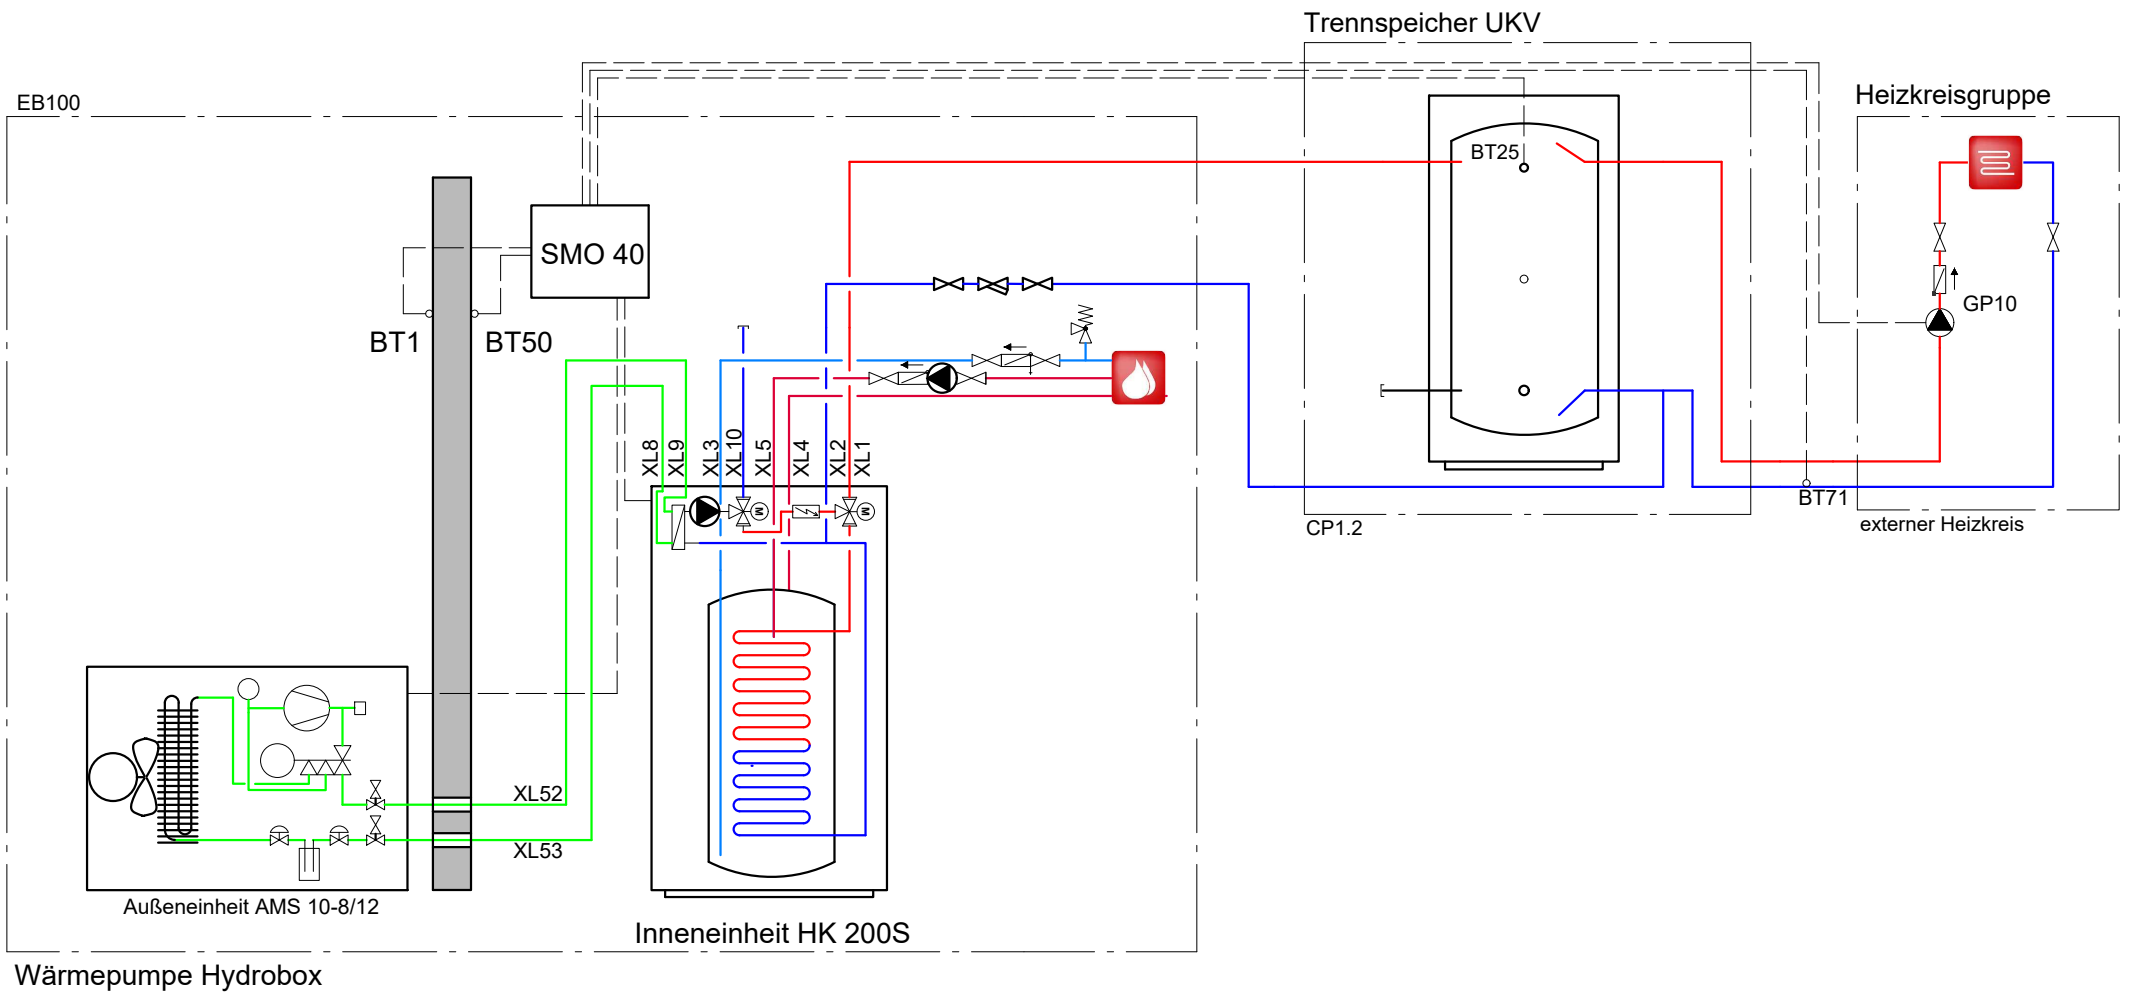 Trennspeicher UKV
EB100
Heizkreisgruppe
BT25
SMO 40
GP10
BT1
BT50
XL8
XL9
XL3
XL10
XL5
XL4
XL2
XL1
M
M
BT71
CP1.2
externer Heizkreis
XL52
XL53
Außeneinheit AMS 10-8/12
Inneneinheit HK 200S
Wärmepumpe Hydrobox